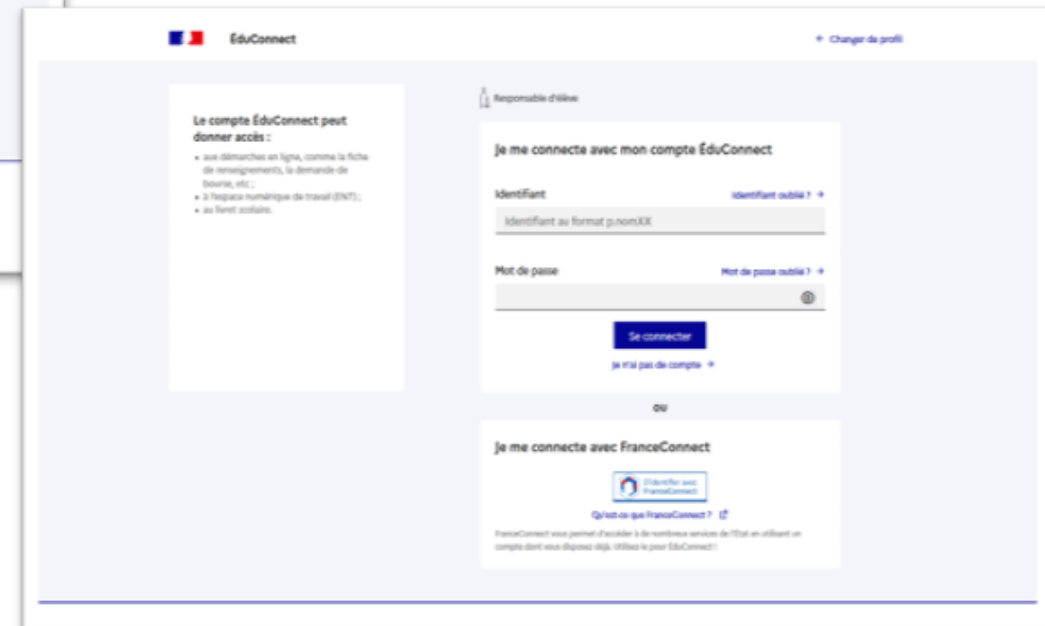 ÉduConnect
← Changer de profil
Le compte ÉduConnect peut
donner accès :
• aux démarches en ligne, comme la fiche
de renseignements, la demande de
bourse, etc ;
• à l'espace numérique de travail (ENT) ;
• au livret scolaire.
Responsable d'élève
Je me connecte avec mon compte ÉduConnect
Identifiant
Identifiant oublié ? →
Identifiant au format p.nomXX
Mot de passe
Mot de passe oublié ? →
Se connecter
Je n'ai pas de compte →
ou
Je me connecte avec FranceConnect
S'identifier avec
FranceConnect
Qu'est-ce que FranceConnect ?
FranceConnect vous permet d'accéder à de nombreux services de l'État en utilisant un
compte dont vous disposez déjà. Utilisez-le pour ÉduConnect !